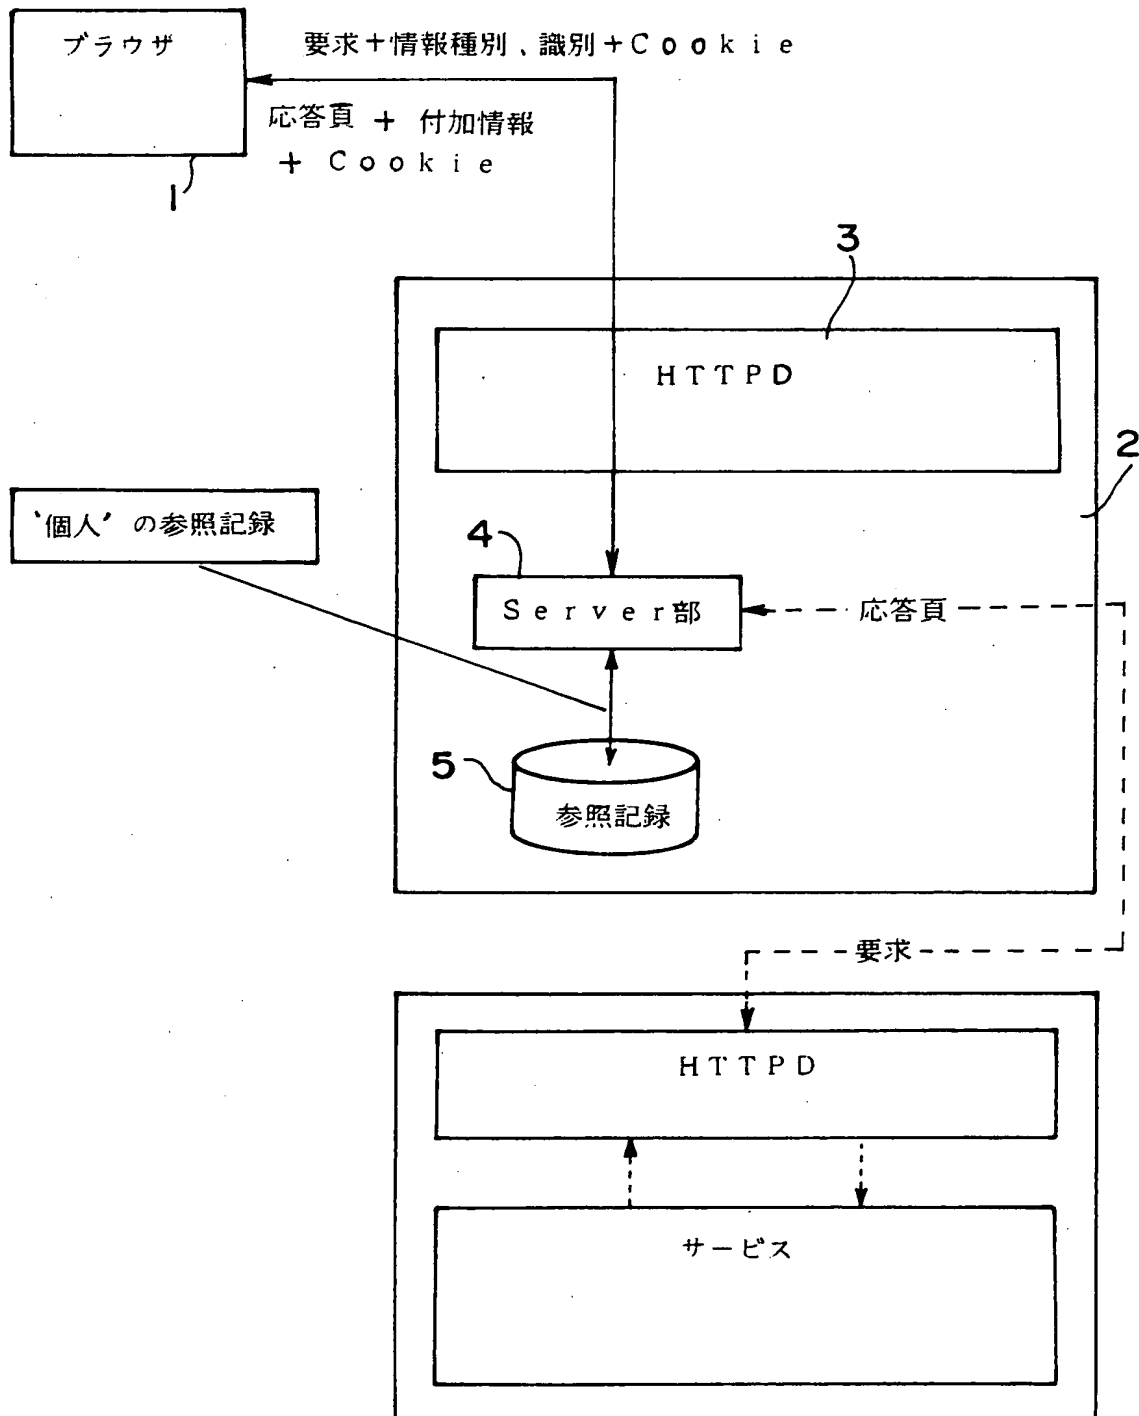 ブラウザ
要求+情報種別、識別+Cookie
応答頁 + 付加情報
+ Cookie
1
3
HTTPD
2
‘個人’の参照記録
4
Server部
応答頁
5
参照記録
要求
HTTPD
サービス